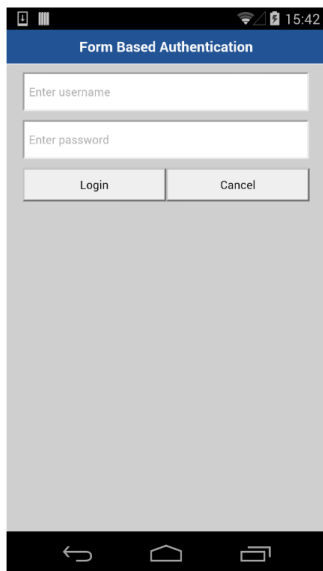 15:42
Form Based Authentication
Enter username
Enter password
Login Cancel